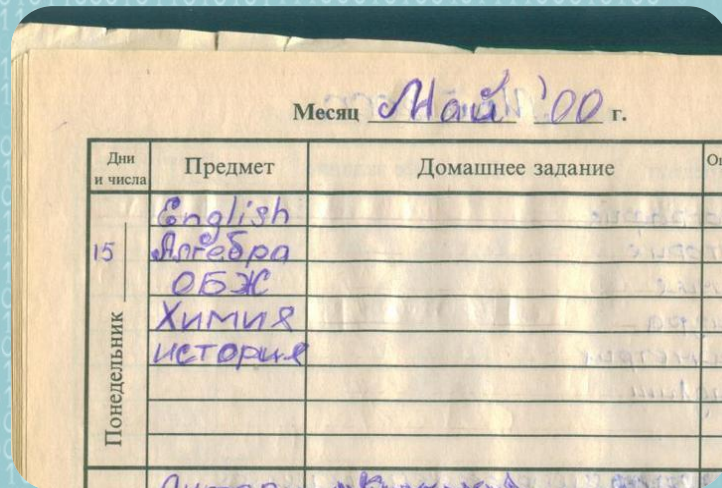 Месяц Май '00 г.
Дни и числа
Предмет
Домашнее задание
Понедельник 15
English
Алгебра
ОБЖ
Химия
история